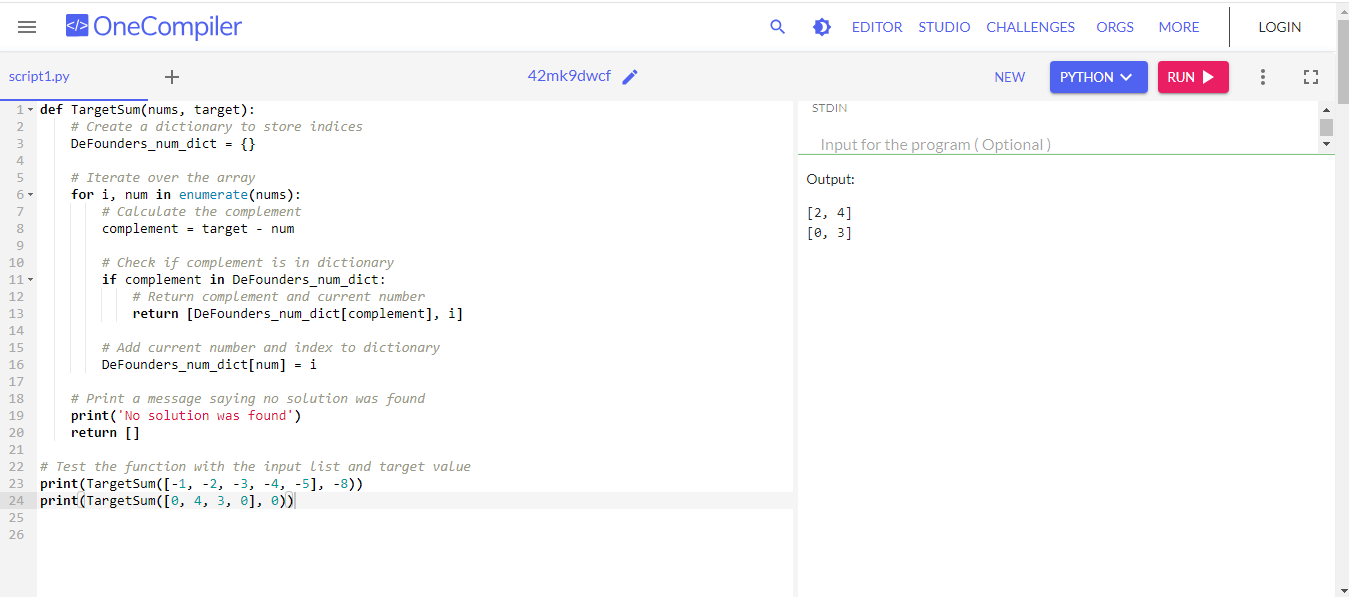 </> OneCompiler EDITOR STUDIO CHALLENGES ORGS MORE LOGIN
script1.py + 42mk9dwcf NEW PYTHON RUN
1 def TargetSum(nums, target):
2     # Create a dictionary to store indices
3     DeFounders_num_dict = {}
4
5     # Iterate over the array
6     for i, num in enumerate(nums):
7         # Calculate the complement
8         complement = target - num
9
10         # Check if complement is in dictionary
11         if complement in DeFounders_num_dict:
12             # Return complement and current number
13             return [DeFounders_num_dict[complement], i]
14
15         # Add current number and index to dictionary
16         DeFounders_num_dict[num] = i
17
18     # Print a message saying no solution was found
19     print('No solution was found')
20     return []
21
22 # Test the function with the input list and target value
23 print(TargetSum([-1, -2, -3, -4, -5], -8))
24 print(TargetSum([0, 4, 3, 0], 0))
25
26
STDIN
Input for the program ( Optional )
Output:
[2, 4]
[0, 3]